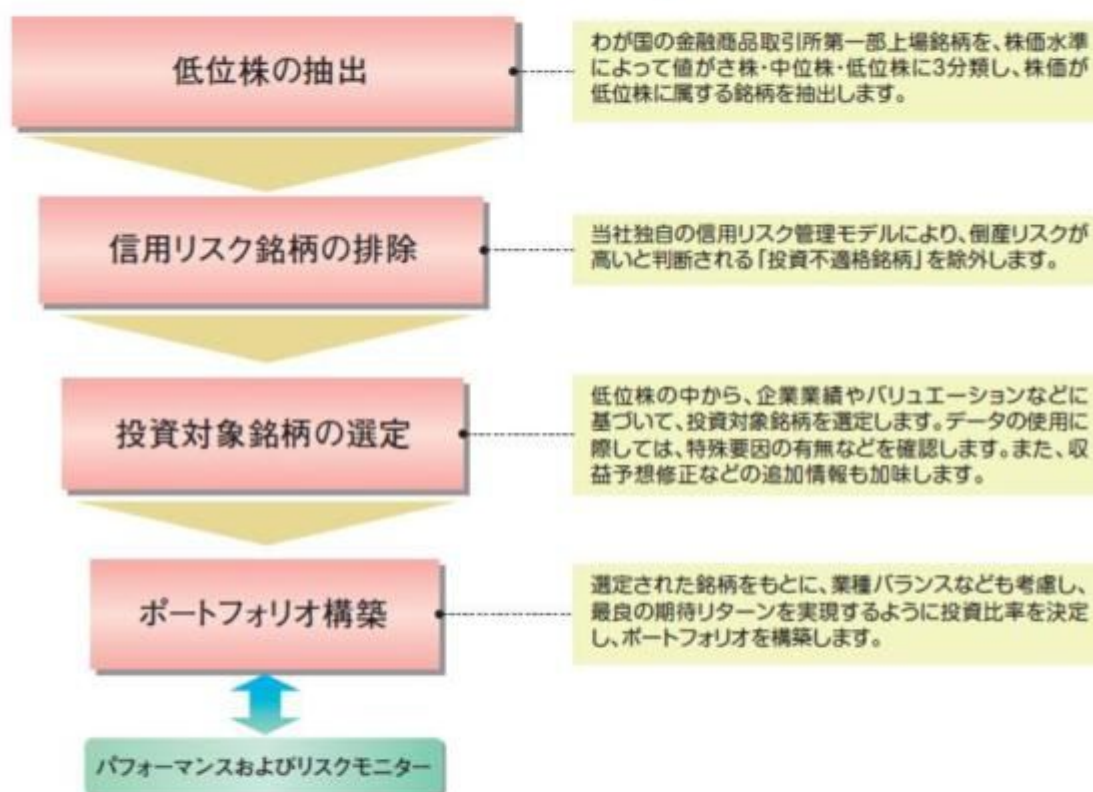 低位株の抽出
わが国の金融商品取引所第一部上場銘柄を、株価水準
によって値がさ株・中位株・低位株に3分類し、株価が
低位株に属する銘柄を抽出します。
信用リスク銘柄の排除
当社独自の信用リスク管理モデルにより、倒産リスクが
高いと判断される「投資不適格銘柄」を除外します。
投資対象銘柄の選定
低位株の中から、企業業績やバリュエーションなどに
基づいて、投資対象銘柄を選定します。データの使用に
際しては、特殊要因の有無などを確認します。また、収
益予想修正などの追加情報も加味します。
ポートフォリオ構築
選定された銘柄をもとに、業種バランスなども考慮し、
最良の期待リターンを実現するように投資比率を決定
し、ポートフォリオを構築します。
パフォーマンスおよびリスクモニター